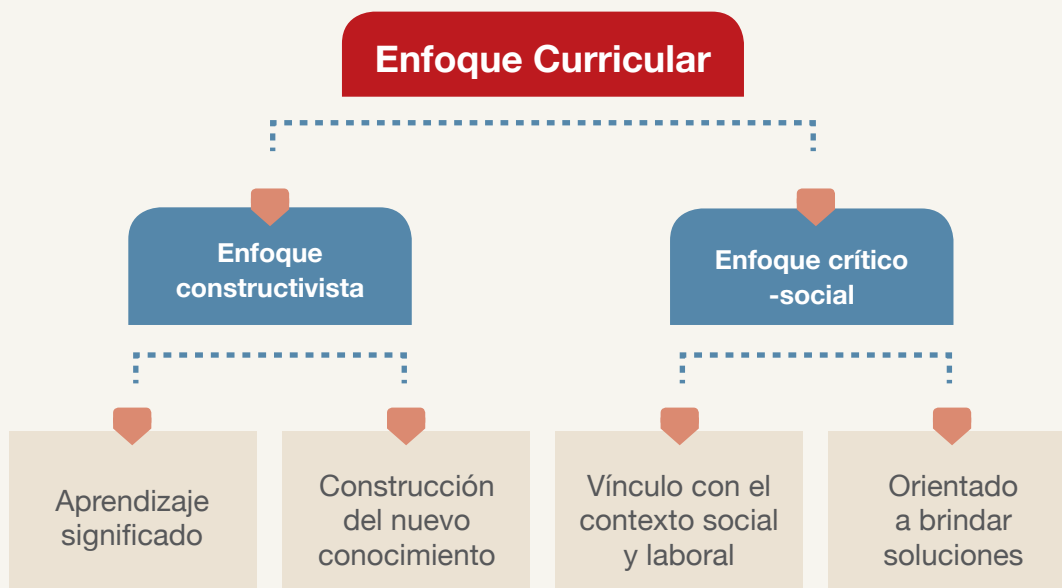 Enfoque Curricular
Enfoque
constructivista
Enfoque crítico
-social
Aprendizaje
significado
Construcción
del nuevo
conocimiento
Vínculo con el
contexto social
y laboral
Orientado
a brindar
soluciones